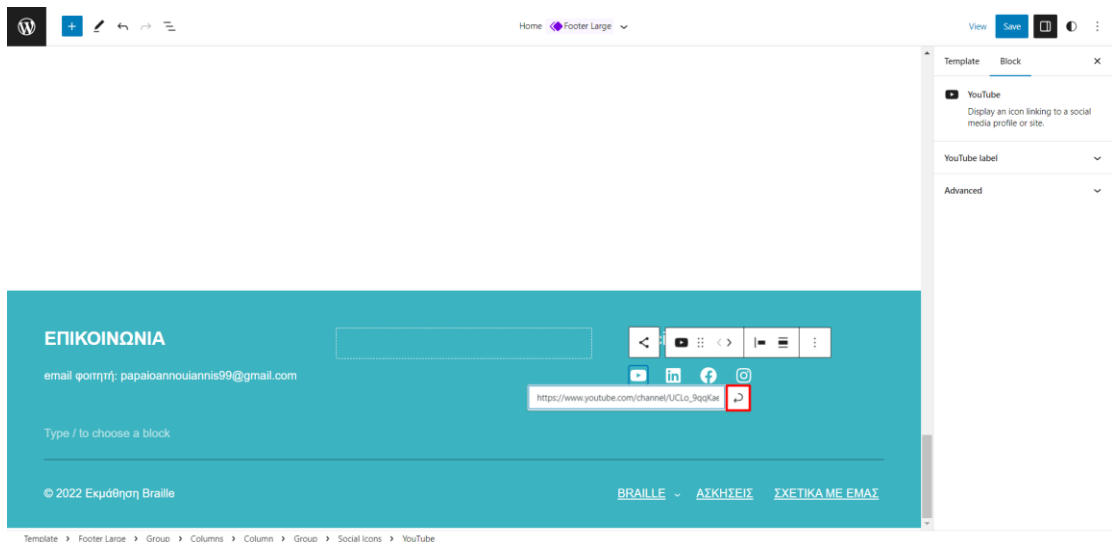 Home Footer Large
View Save
Template Block
YouTube
Display an icon linking to a social
media profile or site.
YouTube label
Advanced
ΕΠΙΚΟΙΝΩΝΙΑ
email φοιτητή: papaioannouiannis99@gmail.com
https://www.youtube.com/channel/UCLo_9qqKae
Type / to choose a block
© 2022 Εκμάθηση Braille
BRAILLE ΑΣΚΗΣΕΙΣ ΣΧΕΤΙΚΑ ΜΕ ΕΜΑΣ
Template > Footer Large > Group > Columns > Column > Group > Social Icons > YouTube